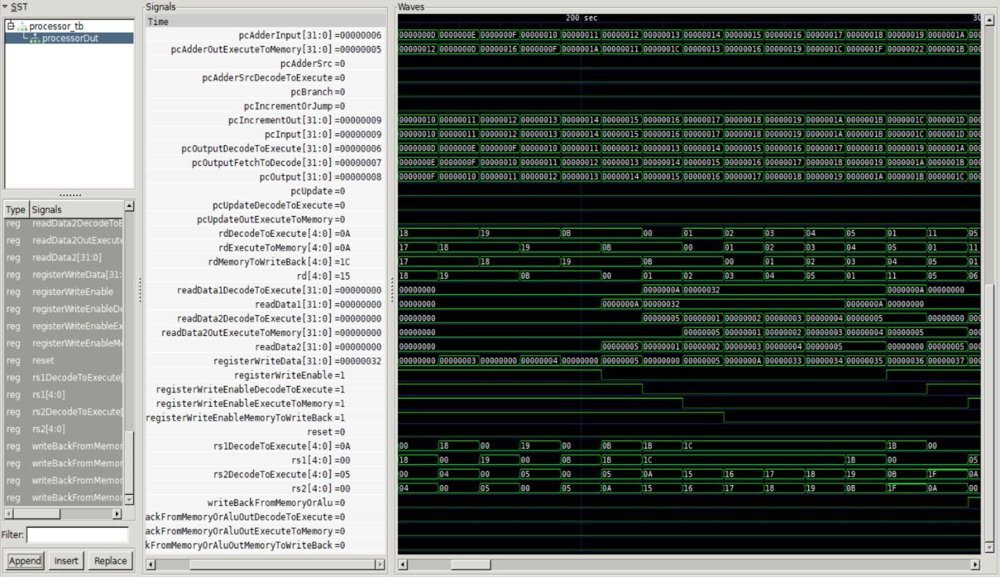 SST
processor_tb
processorDut
Type Signals
reg readData2DecodeToE
reg readData2OutExecute
reg readData2[31:0]
reg registerWriteData[31:
reg registerWriteEnable
reg registerWriteEnableDe
reg registerWriteEnableEx
reg registerWriteEnableMe
reg reset
reg rs1DecodeToExecute[
reg rs1[4:0]
reg rs2DecodeToExecute[
reg rs2[4:0]
reg writeBackFromMemor
reg writeBackFromMemor
reg writeBackFromMemor
reg writeBackFromMemor
Filter:
Append Insert Replace
Signals
Time
pcAdderInput[31:0] =00000006
pcAdderOutExecuteToMemory[31:0] =00000005
pcAdderSrc =0
pcAdderSrcDecodeToExecute =0
pcBranch =0
pcIncrementOrJump =0
pcIncrementOut[31:0] =00000009
pcInput[31:0] =00000009
pcOutputDecodeToExecute[31:0] =00000006
pcOutputFetchToDecode[31:0] =00000007
pcOutput[31:0] =00000008
pcUpdate =0
pcUpdateDecodeToExecute =0
pcUpdateOutExecuteToMemory =0
rdDecodeToExecute[4:0] =0A
rdExecuteToMemory[4:0] =0A
rdMemoryToWriteBack[4:0] =1C
rd[4:0] =15
readData1DecodeToExecute[31:0] =00000000
readData1[31:0] =00000000
readData2DecodeToExecute[31:0] =00000000
readData2OutExecuteToMemory[31:0] =00000000
readData2[31:0] =00000000
registerWriteData[31:0] =00000032
registerWriteEnable =1
registerWriteEnableDecodeToExecute =1
registerWriteEnableExecuteToMemory =1
registerWriteEnableMemoryToWriteBack =1
reset =0
rs1DecodeToExecute[4:0] =0A
rs1[4:0] =00
rs2DecodeToExecute[4:0] =05
rs2[4:0] =00
writeBackFromMemoryOrAlu =0
ackFromMemoryOrAluOutDecodeToExecute =0
ackFromMemoryOrAluOutExecuteToMemory =0
kFromMemoryOrAluOutMemoryToWriteBack =0
Waves
200 sec 30
0000000D 0000000E 0000000F 00000010 00000011 00000012 00000013 00000014 00000015 00000016 00000017 00000018 00000019 0000001A 000
00000012 0000000D 00000016 0000000F 0000001A 00000011 0000001C 00000013 00000016 00000019 0000001C 0000001F 00000022 0000001B 000
00000010 00000011 00000012 00000013 00000014 00000015 00000016 00000017 00000018 00000019 0000001A 0000001B 0000001C 0000001D 000
00000010 00000011 00000012 00000013 00000014 00000015 00000016 00000017 00000018 00000019 0000001A 0000001B 0000001C 0000001D 000
0000000D 0000000E 0000000F 00000010 00000011 00000012 00000013 00000014 00000015 00000016 00000017 00000018 00000019 0000001A 000
0000000E 0000000F 00000010 00000011 00000012 00000013 00000014 00000015 00000016 00000017 00000018 00000019 0000001A 0000001B 000
0000000F 00000010 00000011 00000012 00000013 00000014 00000015 00000016 00000017 00000018 00000019 0000001A 0000001B 0000001C 000
18 19 0B 00 01 02 03 04 05 01 11 05
17 18 19 0B 00 01 02 03 04 05 01 11
17 18 19 0B 00 01 02 03 04 05 01
18 19 0B 00 01 02 03 04 05 01 11 05 06
00000000 0000000A 00000032 0000000A 00000000
00000000 0000000A 00000032 0000000A 00000000
00000000 00000005 00000001 00000002 00000003 00000004 00000005 00000000 000
00000000 00000005 00000001 00000002 00000003 00000004 00000005 000
00000000 00000005 00000001 00000002 00000003 00000004 00000005 00000000 00000005 000
00000000 00000003 00000000 00000004 00000000 00000005 00000000 00000005 0000000A 00000033 00000034 00000035 00000036 00000037 000
00 18 00 19 00 0B 1B 1C 1B 00
18 00 19 00 0B 1B 1C 1B 00 05
00 04 00 05 00 05 0A 15 16 17 18 19 0B 1F 0A
04 00 05 00 05 0A 15 16 17 18 19 0B 1F 0A 00